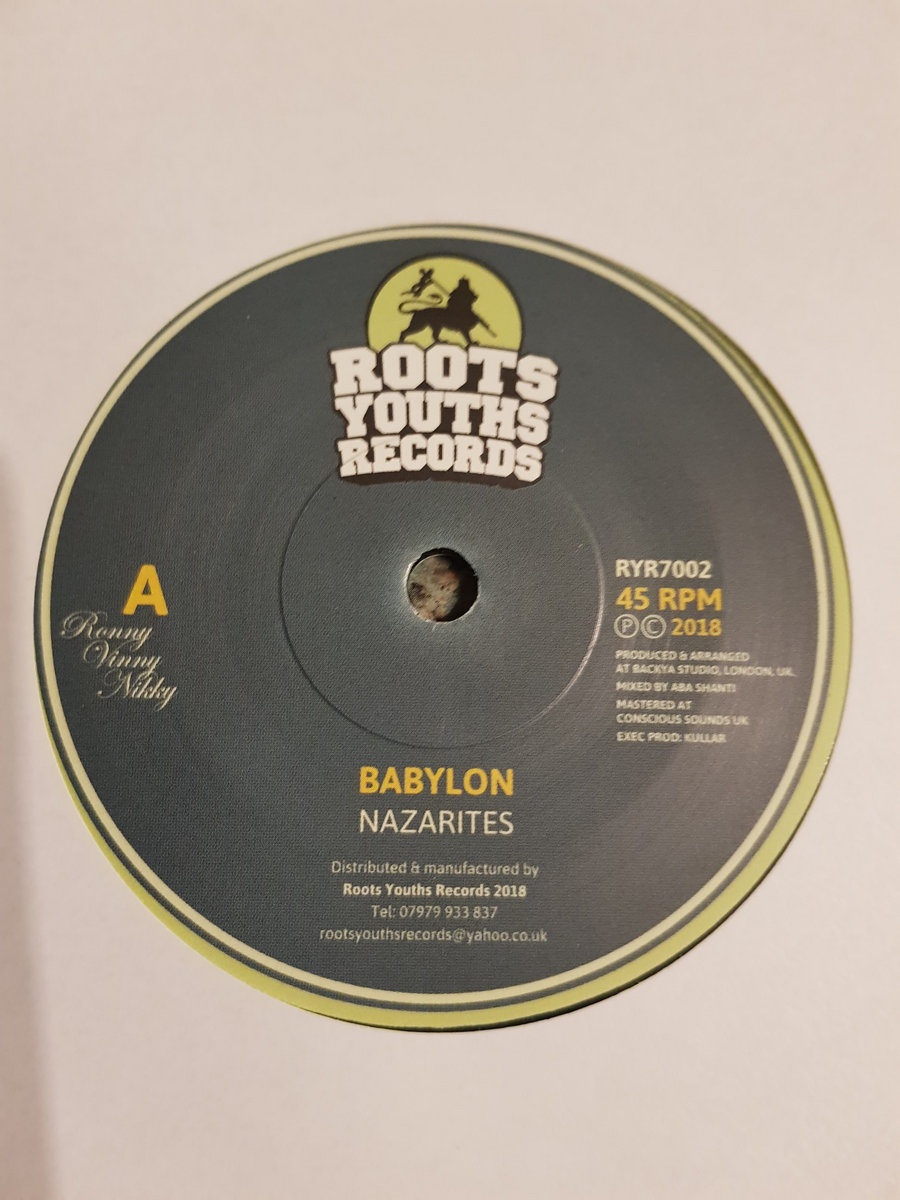 ROOTS
YOUTHS
RECORDS
A
Ronny
Vinny
Nikky
RYR7002
45 RPM
Ⓟ© 2018
PRODUCED & ARRANGED
AT BACKYA STUDIO, LONDON, UK.
MIXED BY ABA SHANTI
MASTERED AT
CONSCIOUS SOUNDS UK
EXEC PROD: KULLAR
BABYLON
NAZARITES
Distributed & manufactured by
Roots Youths Records 2018
Tel: 07979 933 837
rootsyouthsrecords@yahoo.co.uk